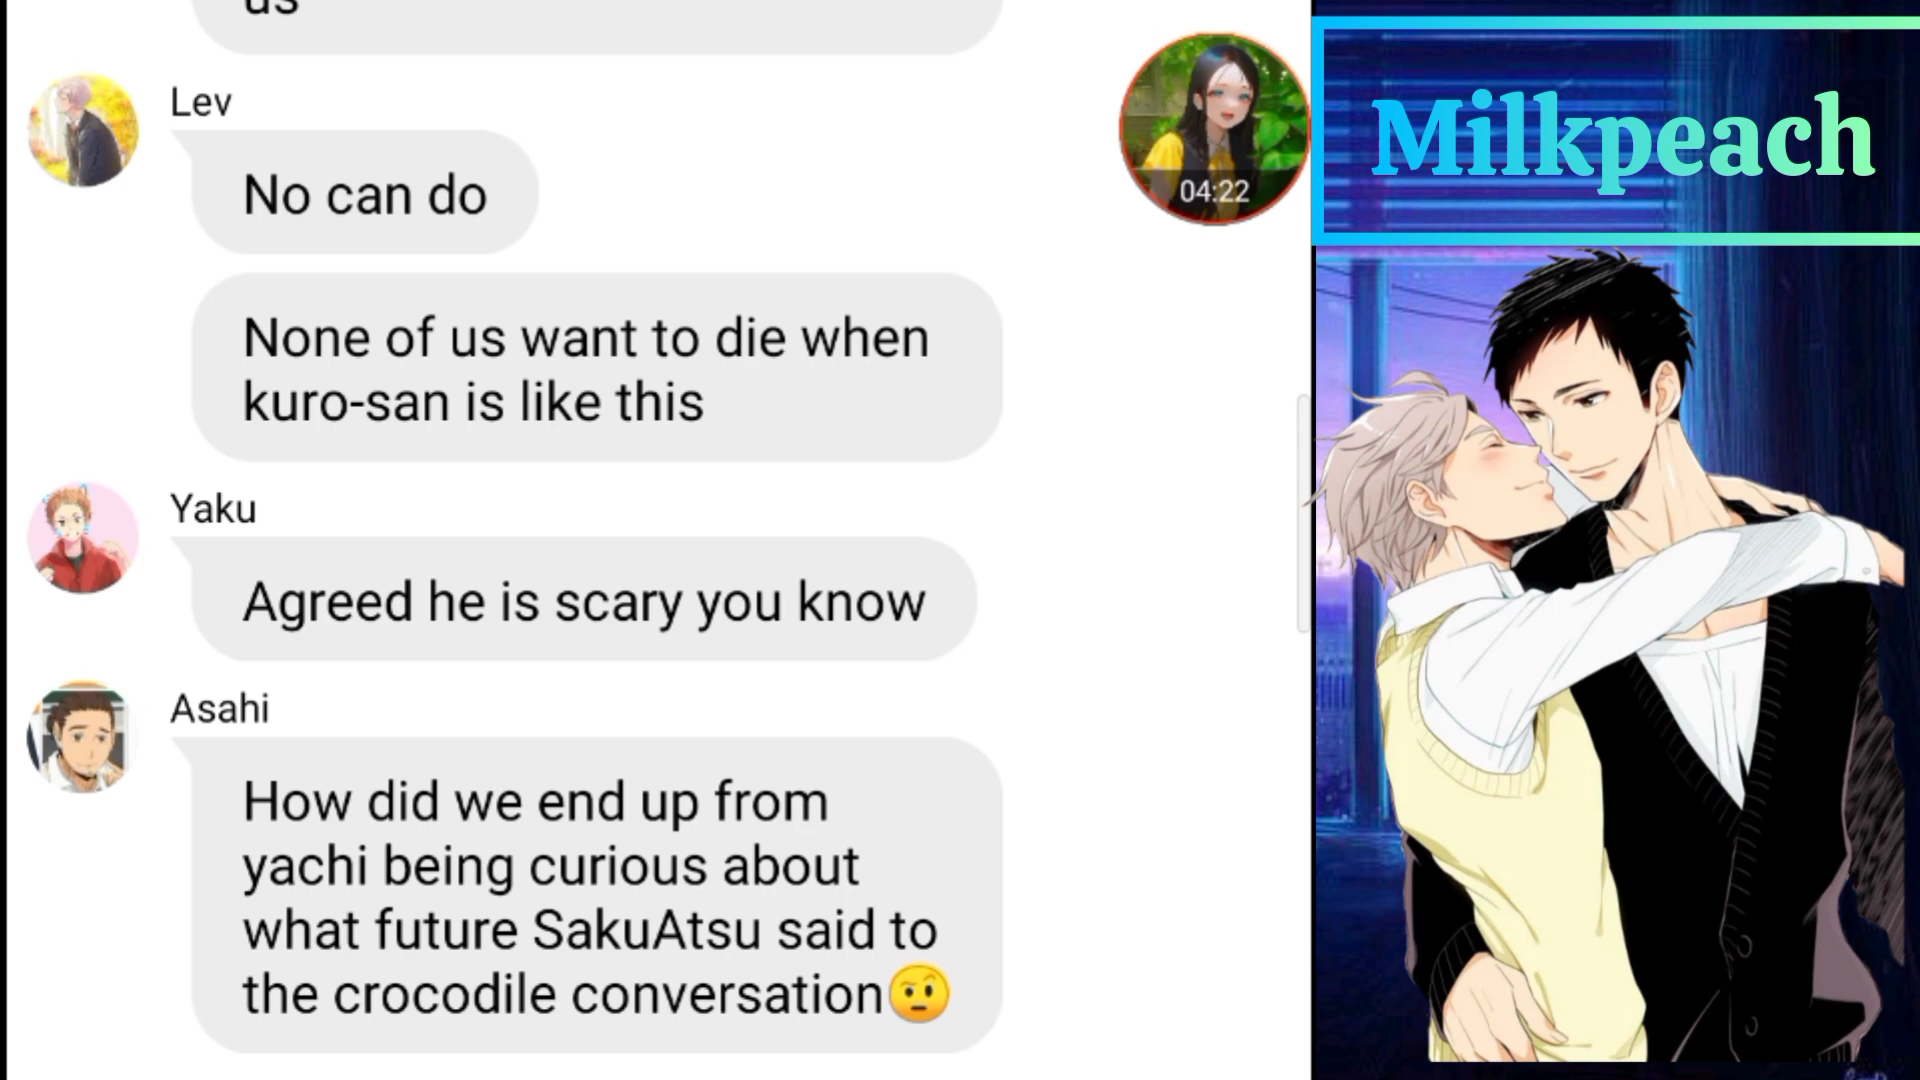 us
Lev
No can do
None of us want to die when
kuro-san is like this
Yaku
Agreed he is scary you know
Asahi
How did we end up from
yachi being curious about
what future SakuAtsu said to
the crocodile conversation🤨
04:22
Milkpeach